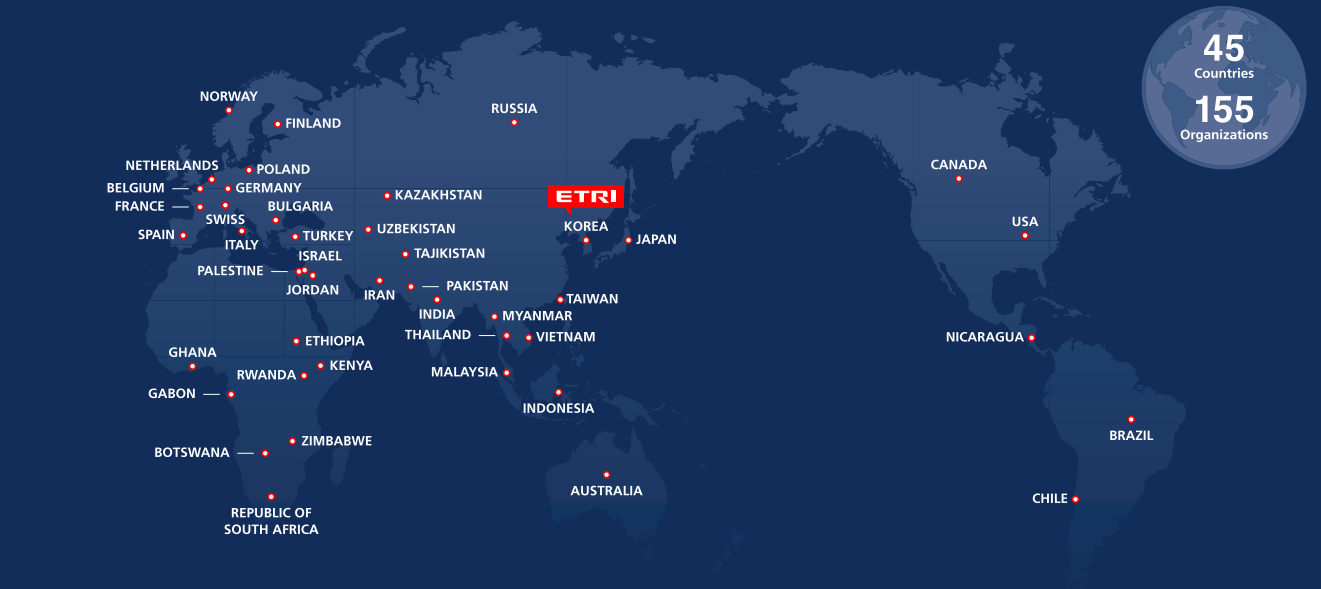 45
Countries
155
Organizations
NORWAY
FINLAND
RUSSIA
NETHERLANDS
POLAND
CANADA
BELGIUM
GERMANY
KAZAKHSTAN
ETRI
FRANCE
BULGARIA
SWISS
USA
KOREA
SPAIN
ITALY
TURKEY
UZBEKISTAN
JAPAN
ISRAEL
TAJIKISTAN
PALESTINE
JORDAN
IRAN
PAKISTAN
TAIWAN
INDIA
MYANMAR
THAILAND
VIETNAM
NICARAGUA
ETHIOPIA
GHANA
KENYA
RWANDA
MALAYSIA
GABON
INDONESIA
BRAZIL
ZIMBABWE
BOTSWANA
AUSTRALIA
CHILE
REPUBLIC OF
SOUTH AFRICA